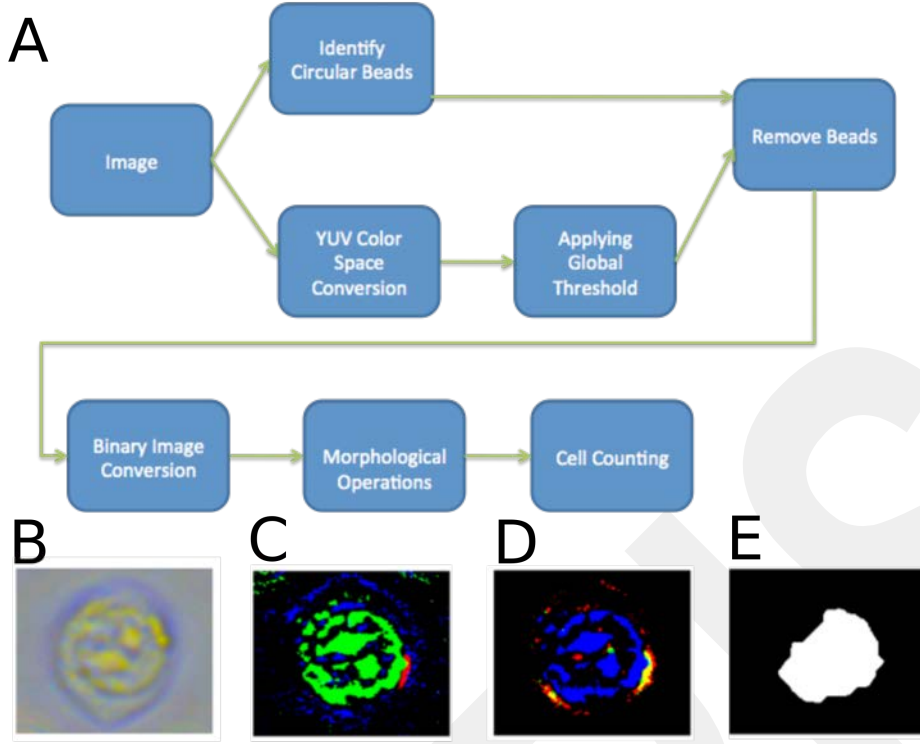 A
Identify
Circular Beads
Image
Remove Beads
YUV Color
Space
Conversion
Applying
Global
Threshold
Binary Image
Conversion
Morphological
Operations
Cell Counting
B
C
D
E